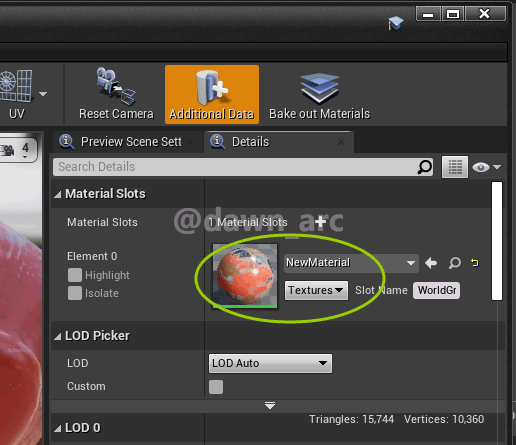 UV
Reset Camera
Additional Data
Bake out Materials
4
Preview Scene Sett
Details
Search Details
Material Slots
Material Slots
1 Material Slots
@dawn_arc
Element 0
Highlight
Isolate
NewMaterial
Textures
Slot Name
WorldGr
LOD Picker
LOD
LOD Auto
Custom
Triangles: 15,744 Vertices: 10,360
LOD 0